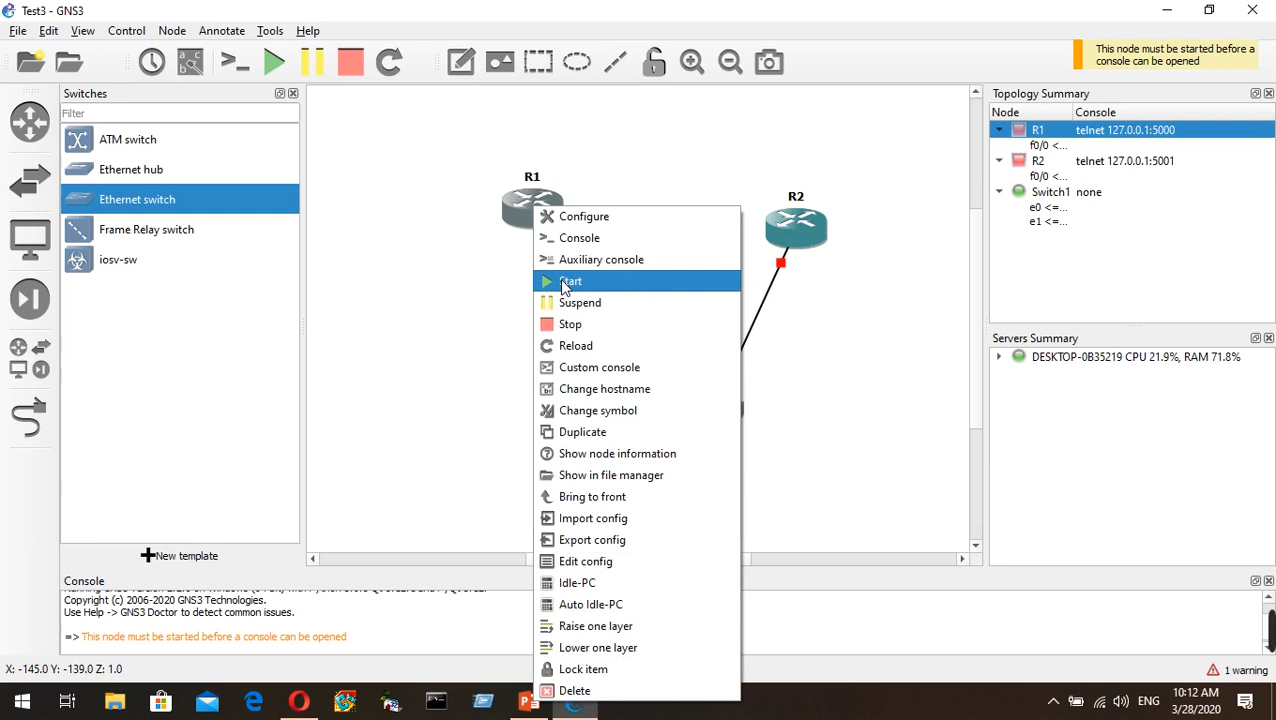 Test3 - GNS3
File Edit View Control Node Annotate Tools Help
This node must be started before a
console can be opened
Switches
Filter
ATM switch
Ethernet hub
Ethernet switch
Frame Relay switch
iosv-sw
New template
R1
R2
Configure
Console
Auxiliary console
Start
Suspend
Stop
Reload
Custom console
Change hostname
Change symbol
Duplicate
Show node information
Show in file manager
Bring to front
Import config
Export config
Edit config
Idle-PC
Auto Idle-PC
Raise one layer
Lower one layer
Lock item
Delete
Topology Summary
Node Console
R1 telnet 127.0.0.1:5000
f0/0 <...
R2 telnet 127.0.0.1:5001
f0/0 <...
Switch1 none
e0 <=...
e1 <=...
Servers Summary
DESKTOP-0B35219 CPU 21.9%, RAM 71.8%
Console
Copyright (c) 2006-2020 GNS3 Technologies.
Use Help -> GNS3 Doctor to detect common issues.
=> This node must be started before a console can be opened
X: -145.0 Y: -139.0 Z: 1.0
1 warning
ENG
10:12 AM
3/28/2020